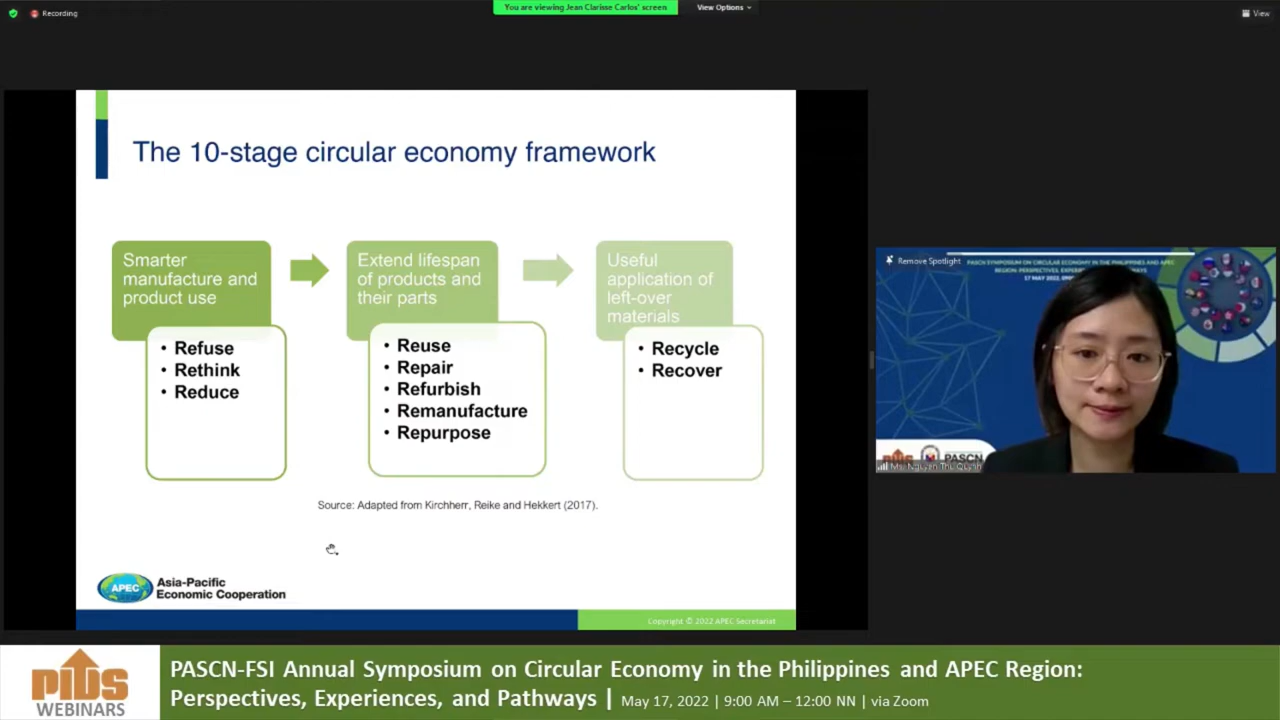 Recording
You are viewing Jean Clarisse Carlos' screen
View Options
View
The 10-stage circular economy framework
Smarter
manufacture and
product use
• Refuse
• Rethink
• Reduce
Extend lifespan
of products and
their parts
• Reuse
• Repair
• Refurbish
• Remanufacture
• Repurpose
Useful
application of
left-over
materials
• Recycle
• Recover
Source: Adapted from Kirchherr, Reike and Hekkert (2017).
APEC
Asia-Pacific
Economic Cooperation
Copyright © 2022 APEC Secretariat
Remove Spotlight
PASCN SYMPOSIUM ON CIRCULAR ECONOMY IN THE PHILIPPINES AND APEC
REGION: PERSPECTIVES,
17 MAY 2022,
PIDS
PASCN
Ms. Nguyen Thu Quynh
PIDS
WEBINARS
PASCN-FSI Annual Symposium on Circular Economy in the Philippines and APEC Region:
Perspectives, Experiences, and Pathways | May 17, 2022 | 9:00 AM – 12:00 NN | via Zoom